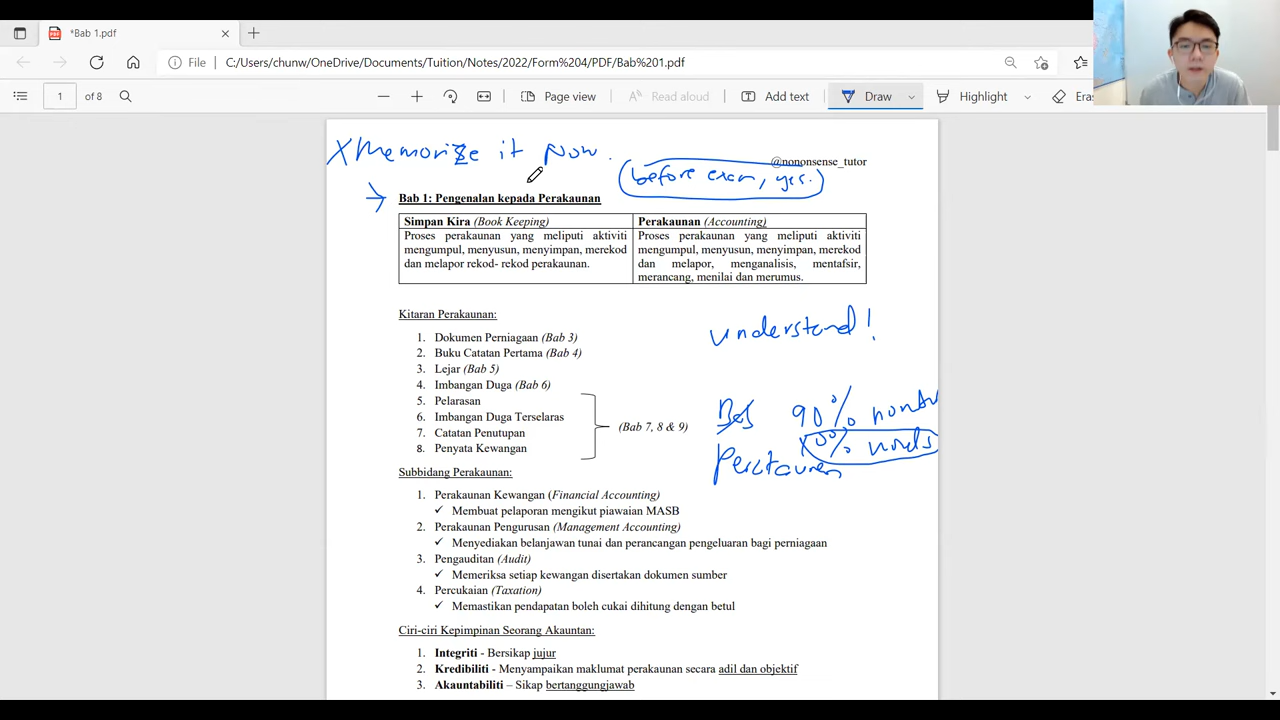 *Bab 1.pdf
File C:/Users/chunw/OneDrive/Documents/Tuition/Notes/2022/Form%204/PDF/Bab%201.pdf
1 of 8 Page view Read aloud Add text Draw Highlight Eras
X Memorize it now.
@nononsense_tutor
before exam, yes.
Bab 1: Pengenalan kepada Perakaunan
Simpan Kira (Book Keeping)
Proses perakaunan yang meliputi aktiviti
mengumpul, menyusun, menyimpan, merekod
dan melapor rekod- rekod perakaunan.
Perakaunan (Accounting)
Proses perakaunan yang meliputi aktiviti
mengumpul, menyusun, menyimpan, merekod
dan melapor, menganalisis, mentafsir,
merancang, menilai dan merumus.
Kitaran Perakaunan:
understand!
1. Dokumen Perniagaan (Bab 3)
2. Buku Catatan Pertama (Bab 4)
3. Lejar (Bab 5)
4. Imbangan Duga (Bab 6)
5. Pelarasan
6. Imbangan Duga Terselaras
7. Catatan Penutupan
8. Penyata Kewangan
(Bab 7, 8 & 9)
90%
words
Subbidang Perakaunan:
1. Perakaunan Kewangan (Financial Accounting)
✓ Membuat pelaporan mengikut piawaian MASB
2. Perakaunan Pengurusan (Management Accounting)
✓ Menyediakan belanjawan tunai dan perancangan pengeluaran bagi perniagaan
3. Pengauditan (Audit)
✓ Memeriksa setiap kewangan disertakan dokumen sumber
4. Percukaian (Taxation)
✓ Memastikan pendapatan boleh cukai dihitung dengan betul
Ciri-ciri Kepimpinan Seorang Akauntan:
1. Integriti - Bersikap jujur
2. Kredibiliti - Menyampaikan maklumat perakaunan secara adil dan objektif
3. Akauntabiliti – Sikap bertanggungjawab